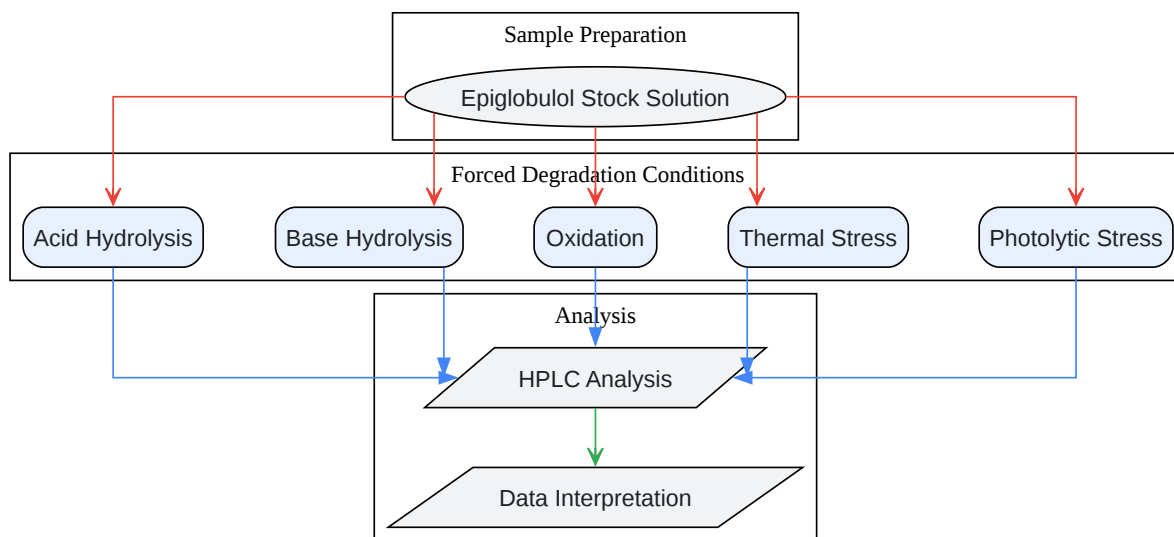 Sample Preparation
Epiglobulol Stock Solution
Forced Degradation Conditions
Acid Hydrolysis
Base Hydrolysis
Oxidation
Thermal Stress
Photolytic Stress
Analysis
HPLC Analysis
Data Interpretation